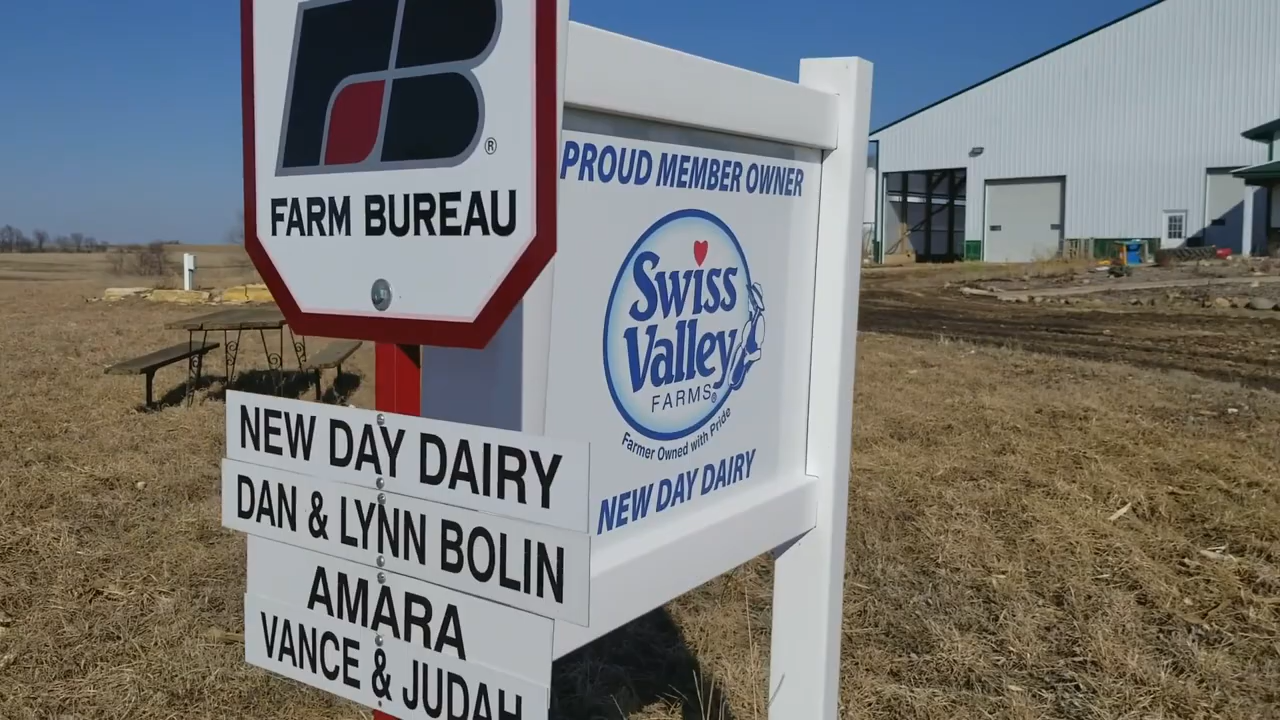 FB®
FARM BUREAU
NEW DAY DAIRY
DAN & LYNN BOLIN
AMARA
VANCE & JUDAH
PROUD MEMBER OWNER
Swiss
Valley
FARMS®
Farmer Owned with Pride
NEW DAY DAIRY